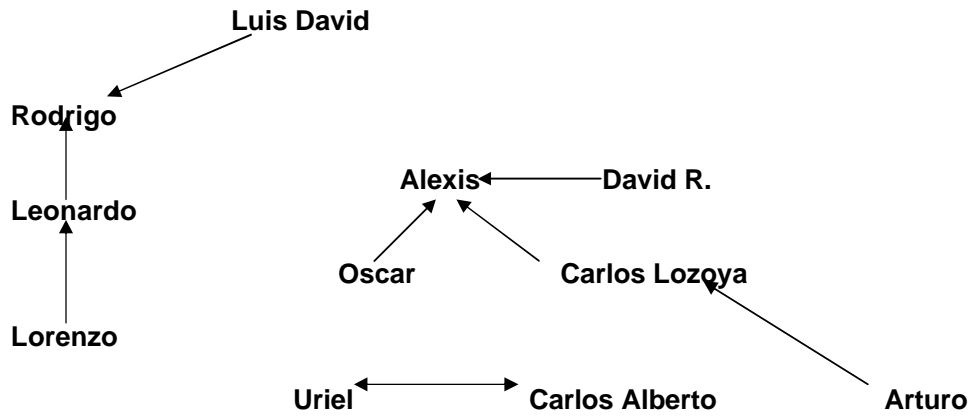 Luis David
Rodrigo
Alexis David R.
Leonardo
Oscar Carlos Lozoya
Lorenzo
Uriel Carlos Alberto Arturo